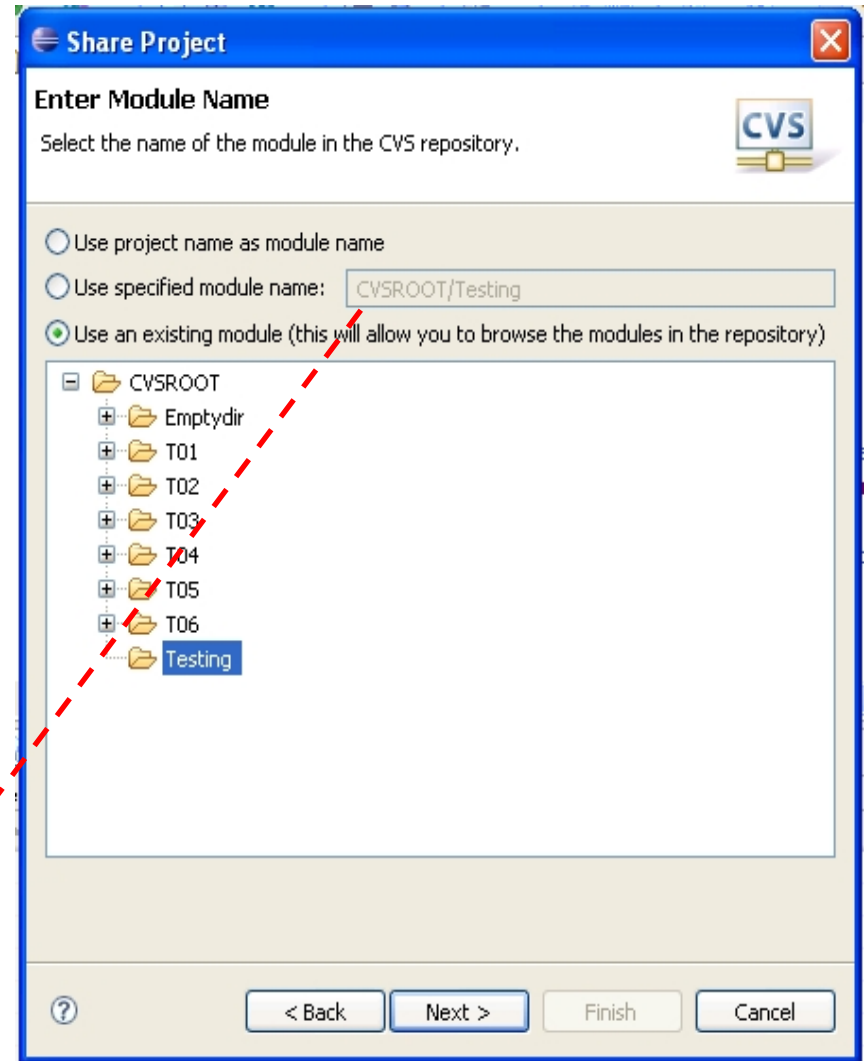 Share Project
Enter Module Name
Select the name of the module in the CVS repository.
CVS
Use project name as module name
Use specified module name: CVSROOT/Testing
Use an existing module (this will allow you to browse the modules in the repository)
CVSROOT
Emptydir
T01
T02
T03
T04
T05
T06
Testing
? < Back Next > Finish Cancel